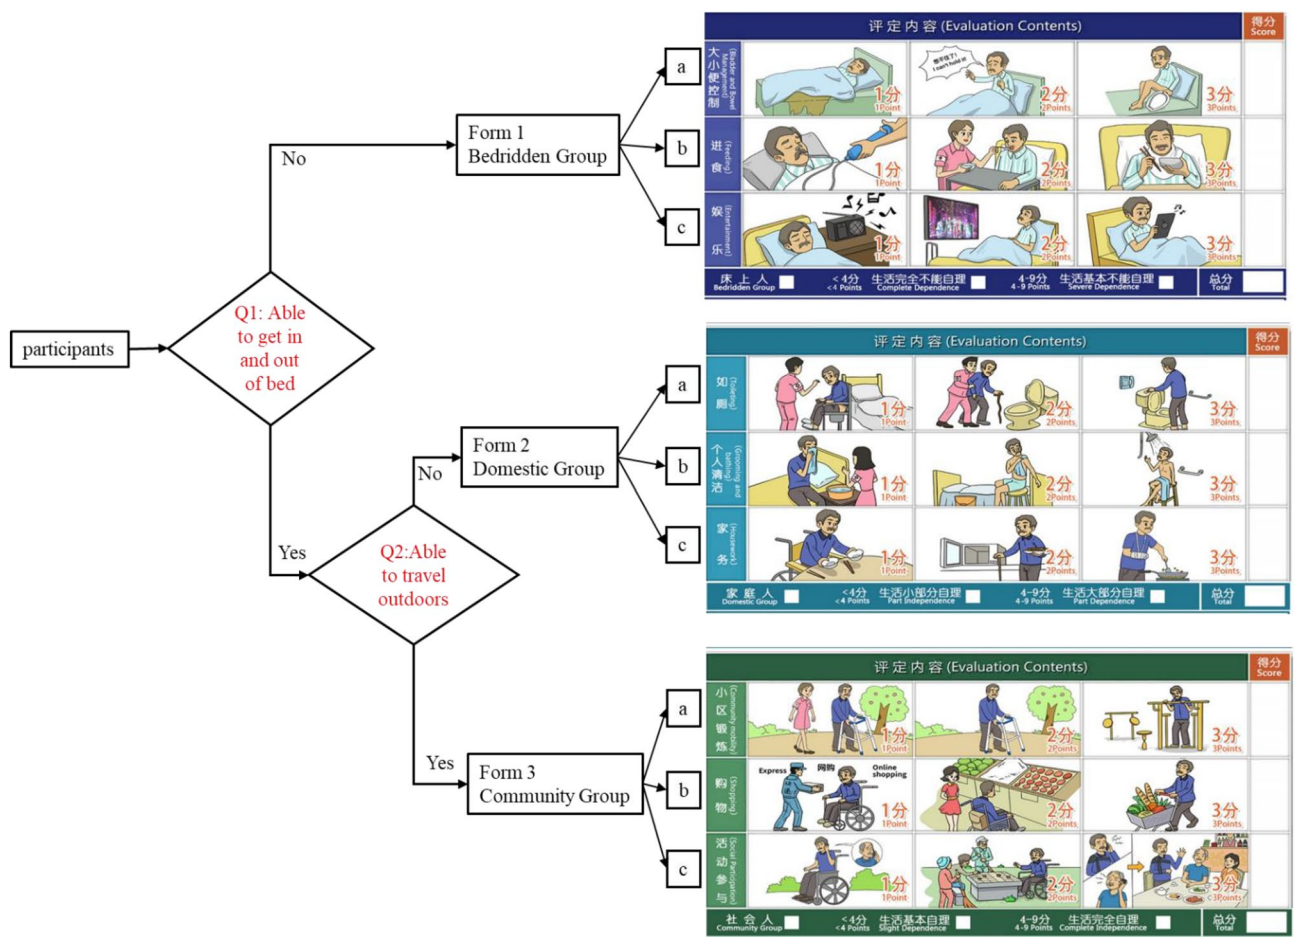 participants
Q1: Able
to get in
and out
of bed
No
Yes
Q2:Able
to travel
outdoors
No
Yes
Form 1
Bedridden Group
a
b
c
Form 2
Domestic Group
a
b
c
Form 3
Community Group
a
b
c
评定内容 (Evaluation Contents)
得分
Score
大小便控制
(Bladder and Bowel
Management)
1分
1Point
憋不住了!
I can't hold it!
2分
2Points
3分
3Points
进食
(Feeding)
1分
1Point
2分
2Points
3分
3Points
娱乐
(Entertainment)
1分
1Point
2分
2Points
3分
3Points
床上人
Bedridden Group
<4分 生活完全不能自理
<4 Points Complete Dependence
4-9分 生活基本不能自理
4-9 Points Severe Dependence
总分
Total
评定内容 (Evaluation Contents)
得分
Score
如厕
(Toileting)
1分
1Point
2分
2Points
3分
3Points
个人清洁
(Grooming and
bathing)
1分
1Point
2分
2Points
3分
3Points
家务
(Housework)
1分
1Point
2分
2Points
3分
3Points
家庭人
Domestic Group
<4分 生活小部分自理
<4 Points Part Independence
4-9分 生活大部分自理
4-9 Points Part Dependence
总分
Total
评定内容 (Evaluation Contents)
得分
Score
小区锻炼
(Community mobility)
1分
1Point
2分
2Points
3分
3Points
购物
(Shopping)
Express
网购
Online
shopping
1分
1Point
2分
2Points
3分
3Points
活动参与
(Social Participation)
1分
1Point
2分
2Points
3分
3Points
社会人
Community Group
<4分 生活基本自理
<4 Points Slight Dependence
4-9分 生活完全自理
4-9 Points Complete Independence
总分
Total